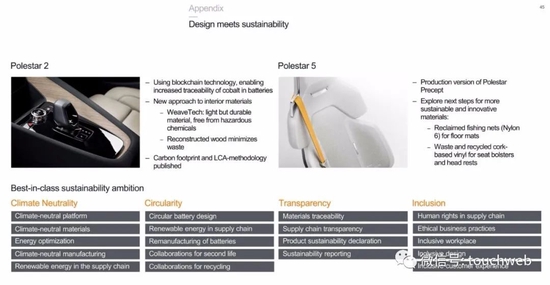 Appendix
45
Design meets sustainability
Polestar 2
– Using blockchain technology, enabling
increased traceability of cobalt in batteries
– New approach to interior materials
– WeaveTech: light but durable
material, free from hazardous
chemicals
– Reconstructed wood minimizes
waste
– Carbon footprint and LCA-methodology
published
Polestar 5
– Production version of Polestar
Precept
– Explore next steps for more
sustainable and innovative
materials:
– Reclaimed fishing nets (Nylon
6) for floor mats
– Waste and recycled cork-
based vinyl for seat bolsters
and head rests
Best-in-class sustainability ambition
Climate Neutrality
Climate-neutral platform
Climate-neutral materials
Energy optimization
Climate-neutral manufacturing
Renewable energy in the supply chain
Circularity
Circular battery design
Renewable energy in supply chain
Remanufacturing of batteries
Collaborations for second life
Collaborations for recycling
Transparency
Materials traceability
Supply chain transparency
Product sustainability declaration
Sustainability reporting
Inclusion
Human rights in supply chain
Ethical business practices
Inclusive workplace
Inclusive design
Inclusive customer experience
微信号: touchweb